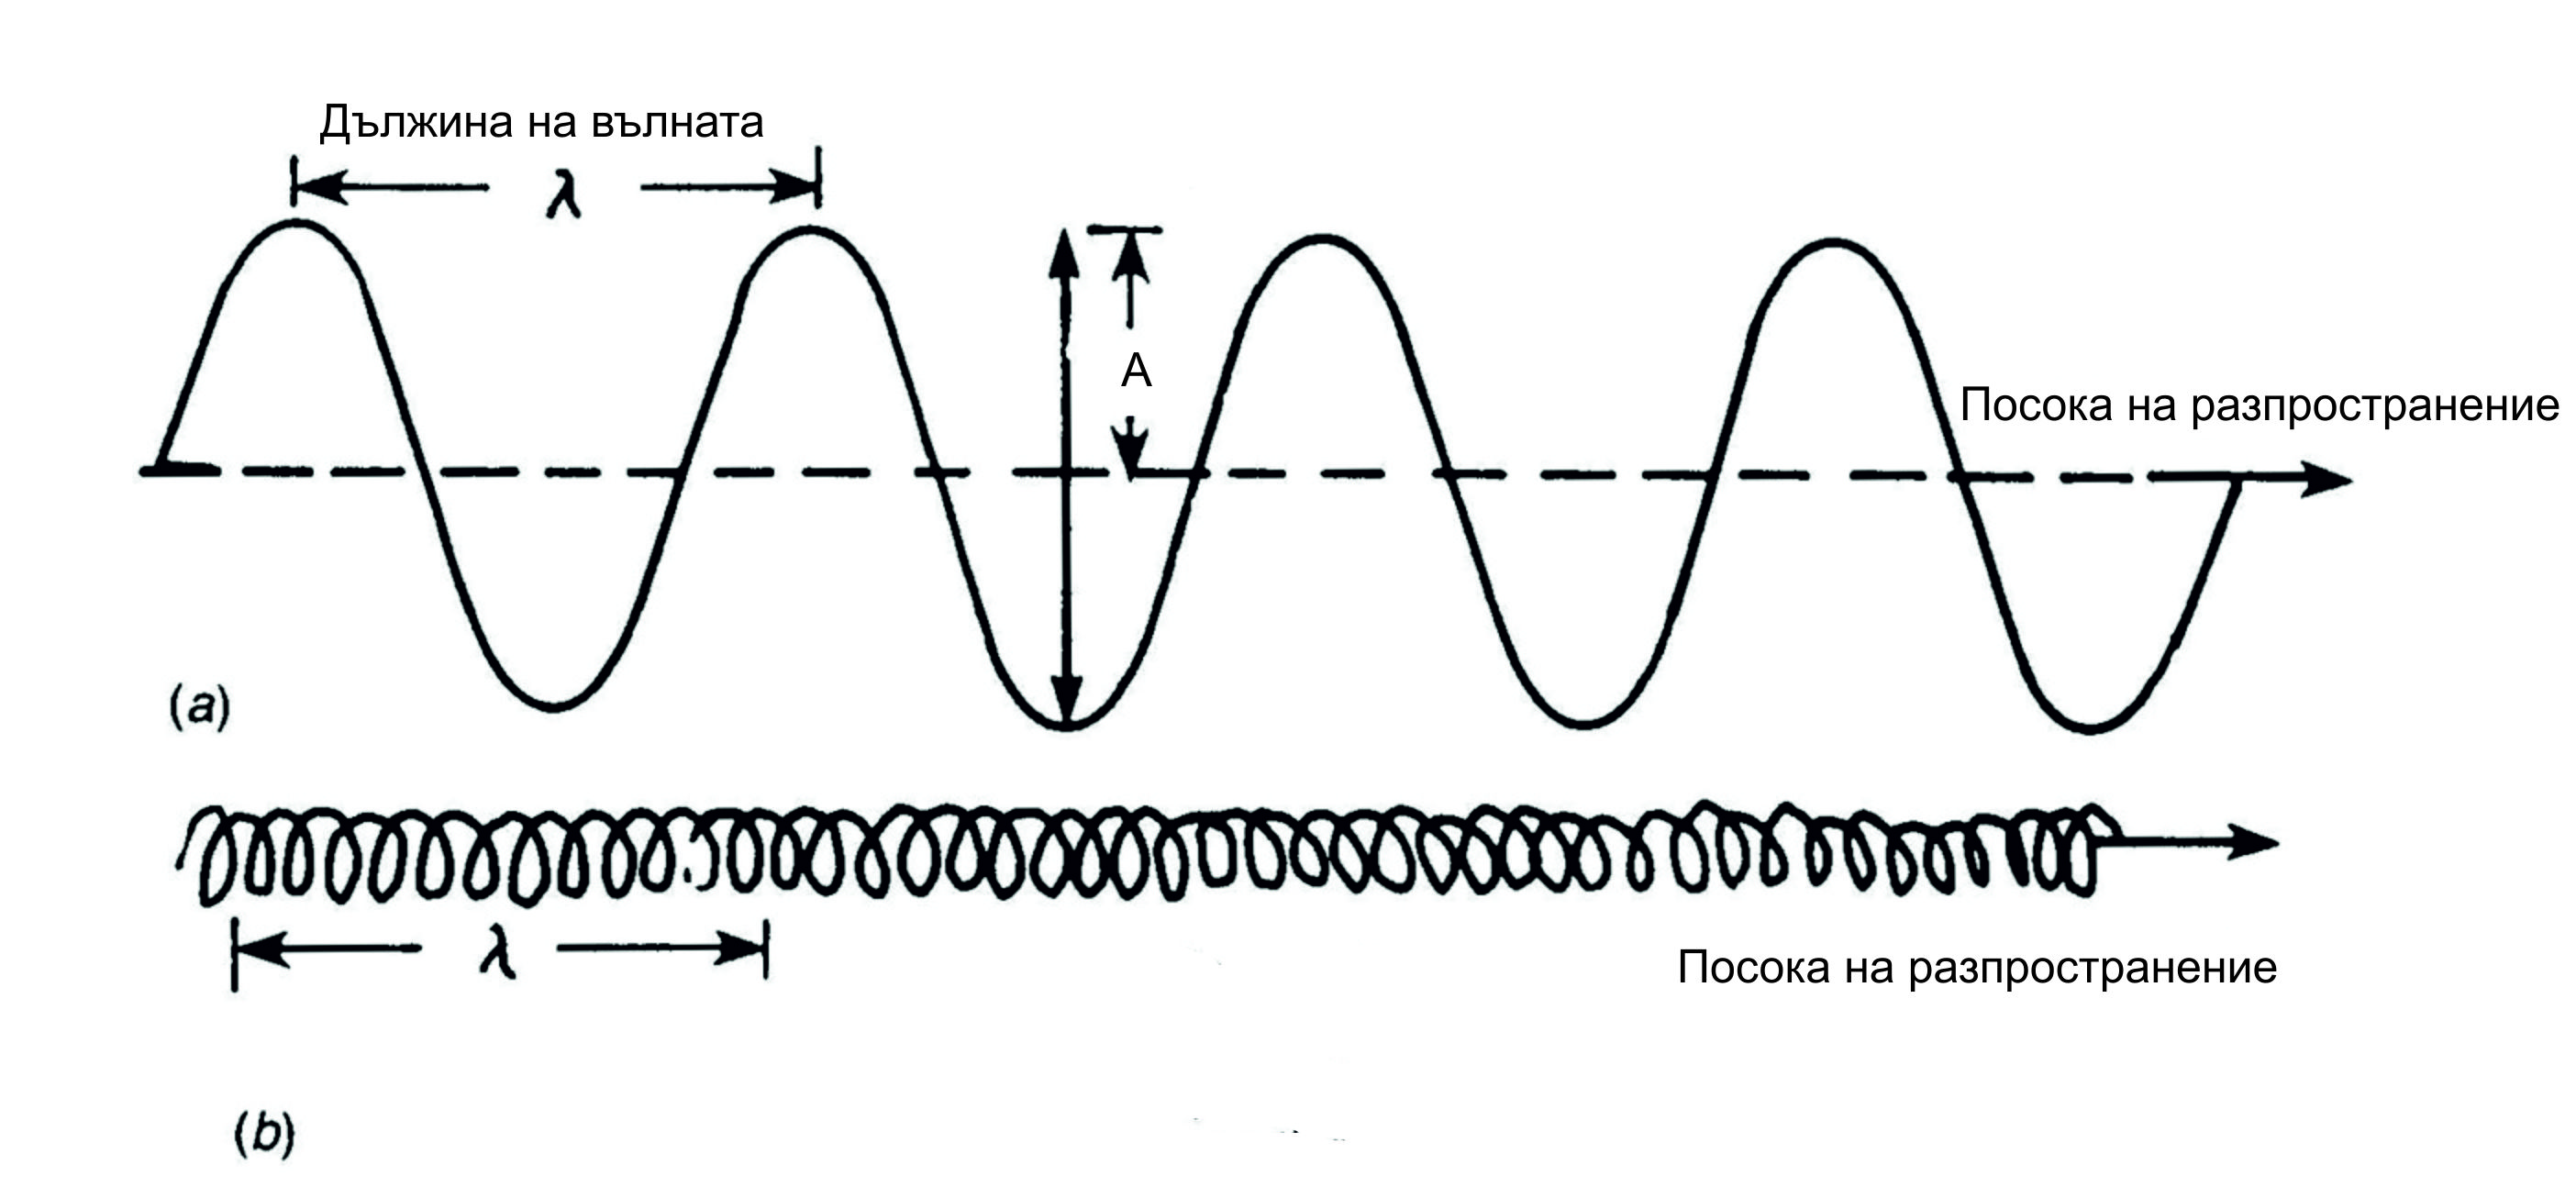 Дължина на вълната
λ
A
Посока на разпространение
(a)
λ
Посока на разпространение
(b)